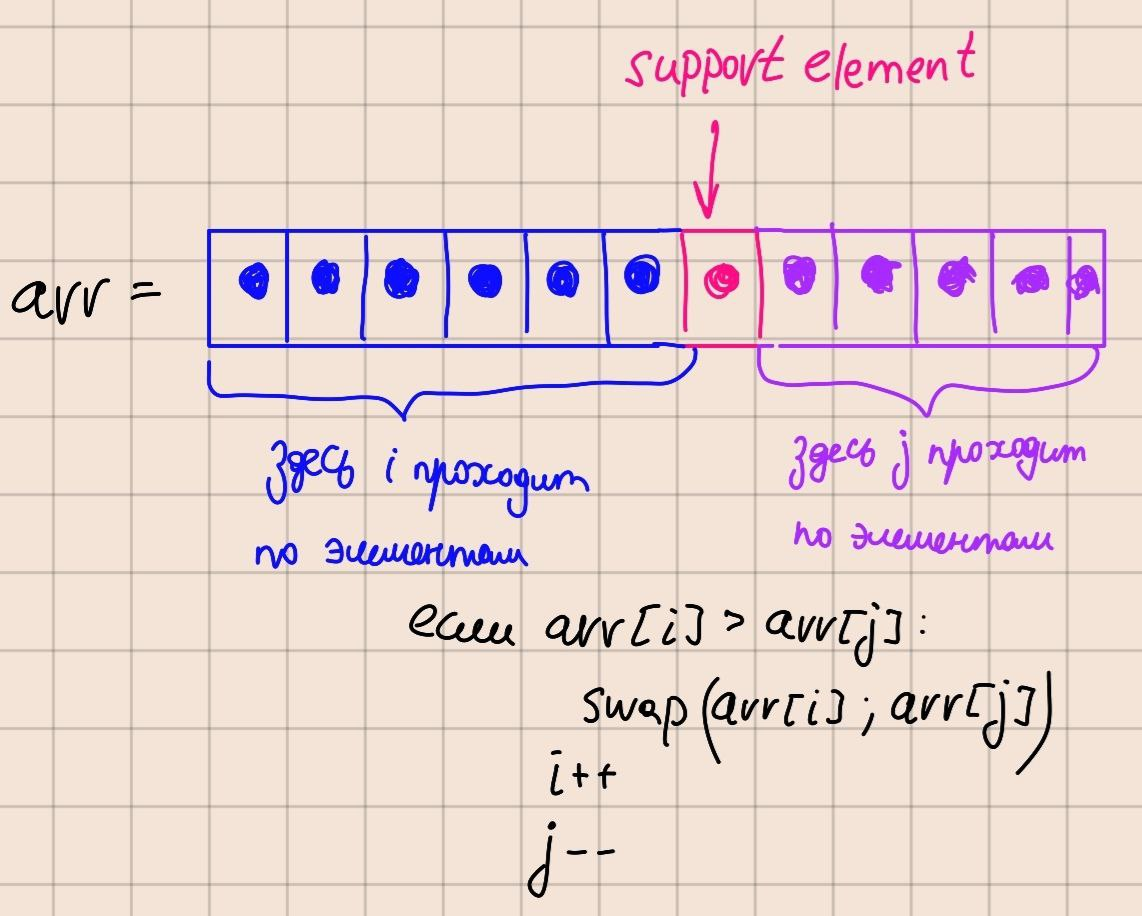 support element
arr =
здесь i проходит
по элементам
здесь j проходит
по элементам
если arr[i] > arr[j]:
swap(arr[i]; arr[j])
i++
j--